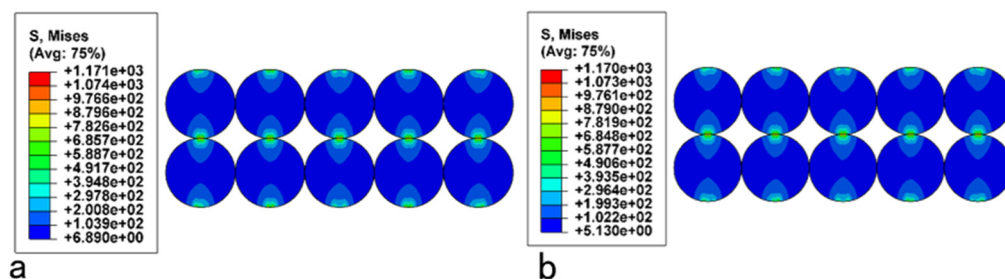 S, Mises
(Avg: 75%)
+1.171e+03
+1.074e+03
+9.766e+02
+8.796e+02
+7.826e+02
+6.857e+02
+5.887e+02
+4.917e+02
+3.948e+02
+2.978e+02
+2.008e+02
+1.039e+02
+6.890e+00
a
S, Mises
(Avg: 75%)
+1.170e+03
+1.073e+03
+9.761e+02
+8.790e+02
+7.819e+02
+6.848e+02
+5.877e+02
+4.906e+02
+3.935e+02
+2.964e+02
+1.993e+02
+1.022e+02
+5.130e+00
b